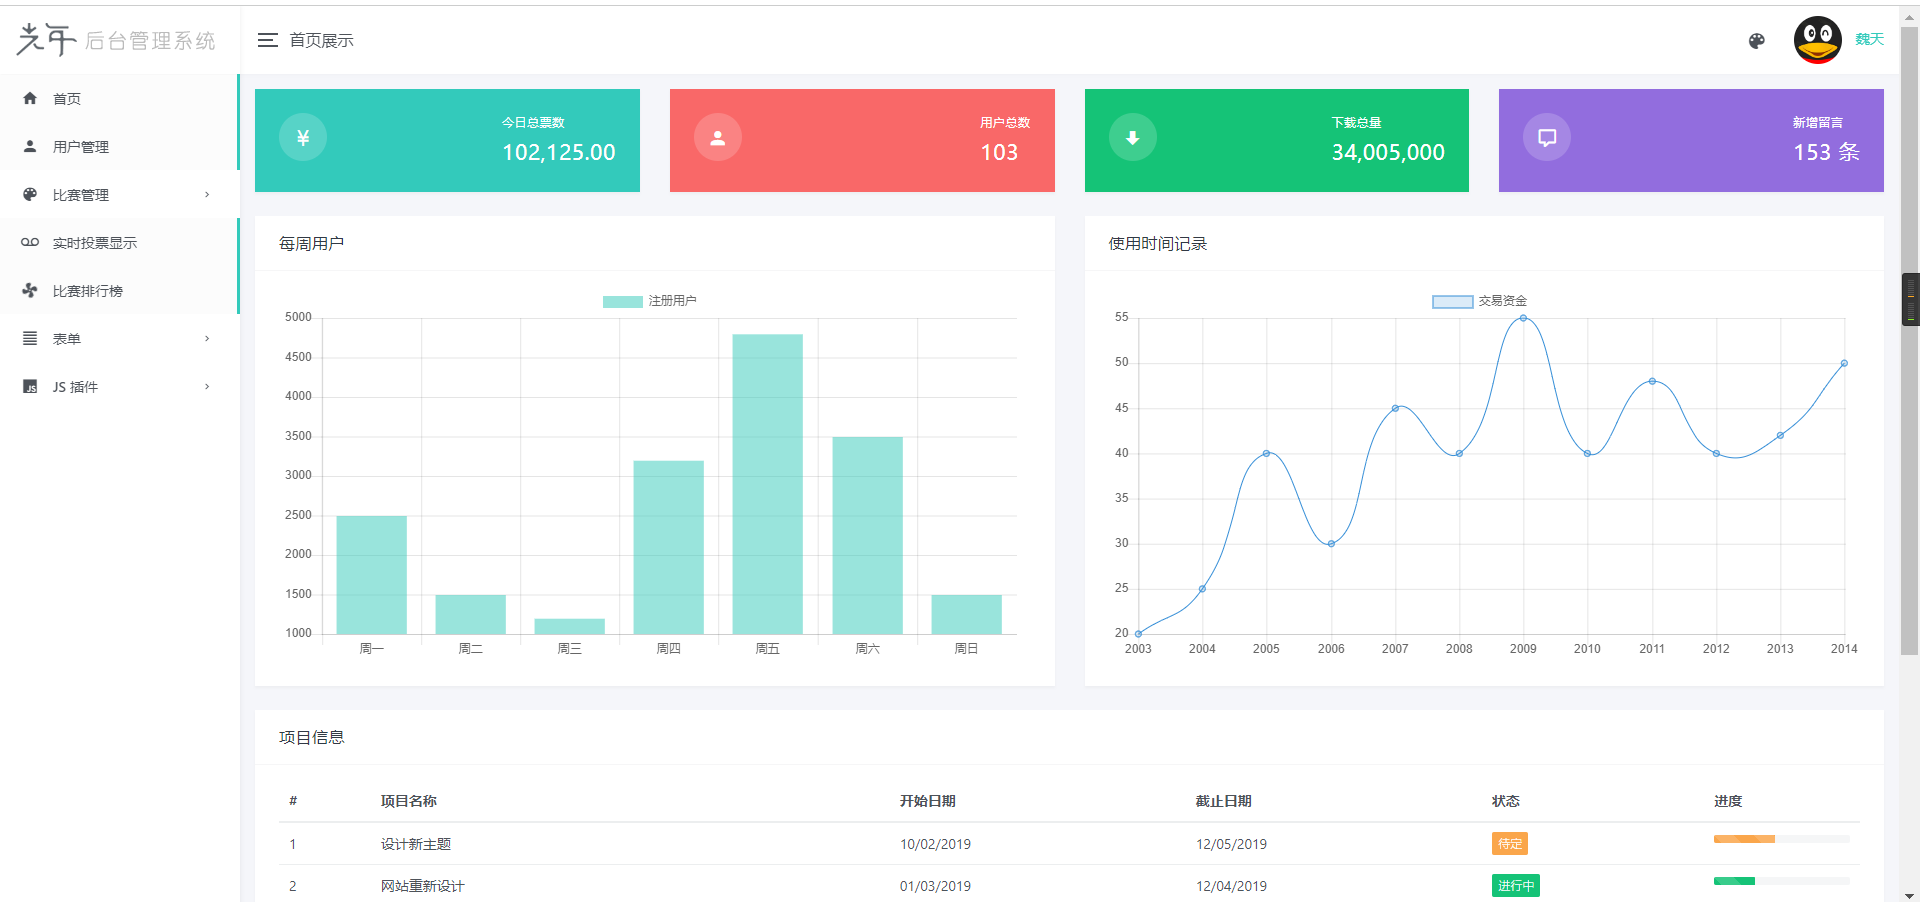 光年 后台管理系统
首页展示
魏天
首页
用户管理
比赛管理
实时投票显示
比赛排行榜
表单
JS 插件
¥
今日总票数
102,125.00
用户总数
103
下载总量
34,005,000
新增留言
153 条
每周用户
注册用户
5000
4500
4000
3500
3000
2500
2000
1500
1000
周一 周二 周三 周四 周五 周六 周日
使用时间记录
交易资金
55
50
45
40
35
30
25
20
2003 2004 2005 2006 2007 2008 2009 2010 2011 2012 2013 2014
项目信息
# 项目名称 开始日期 截止日期 状态 进度
1 设计新主题 10/02/2019 12/05/2019 待定
2 网站重新设计 01/03/2019 12/04/2019 进行中